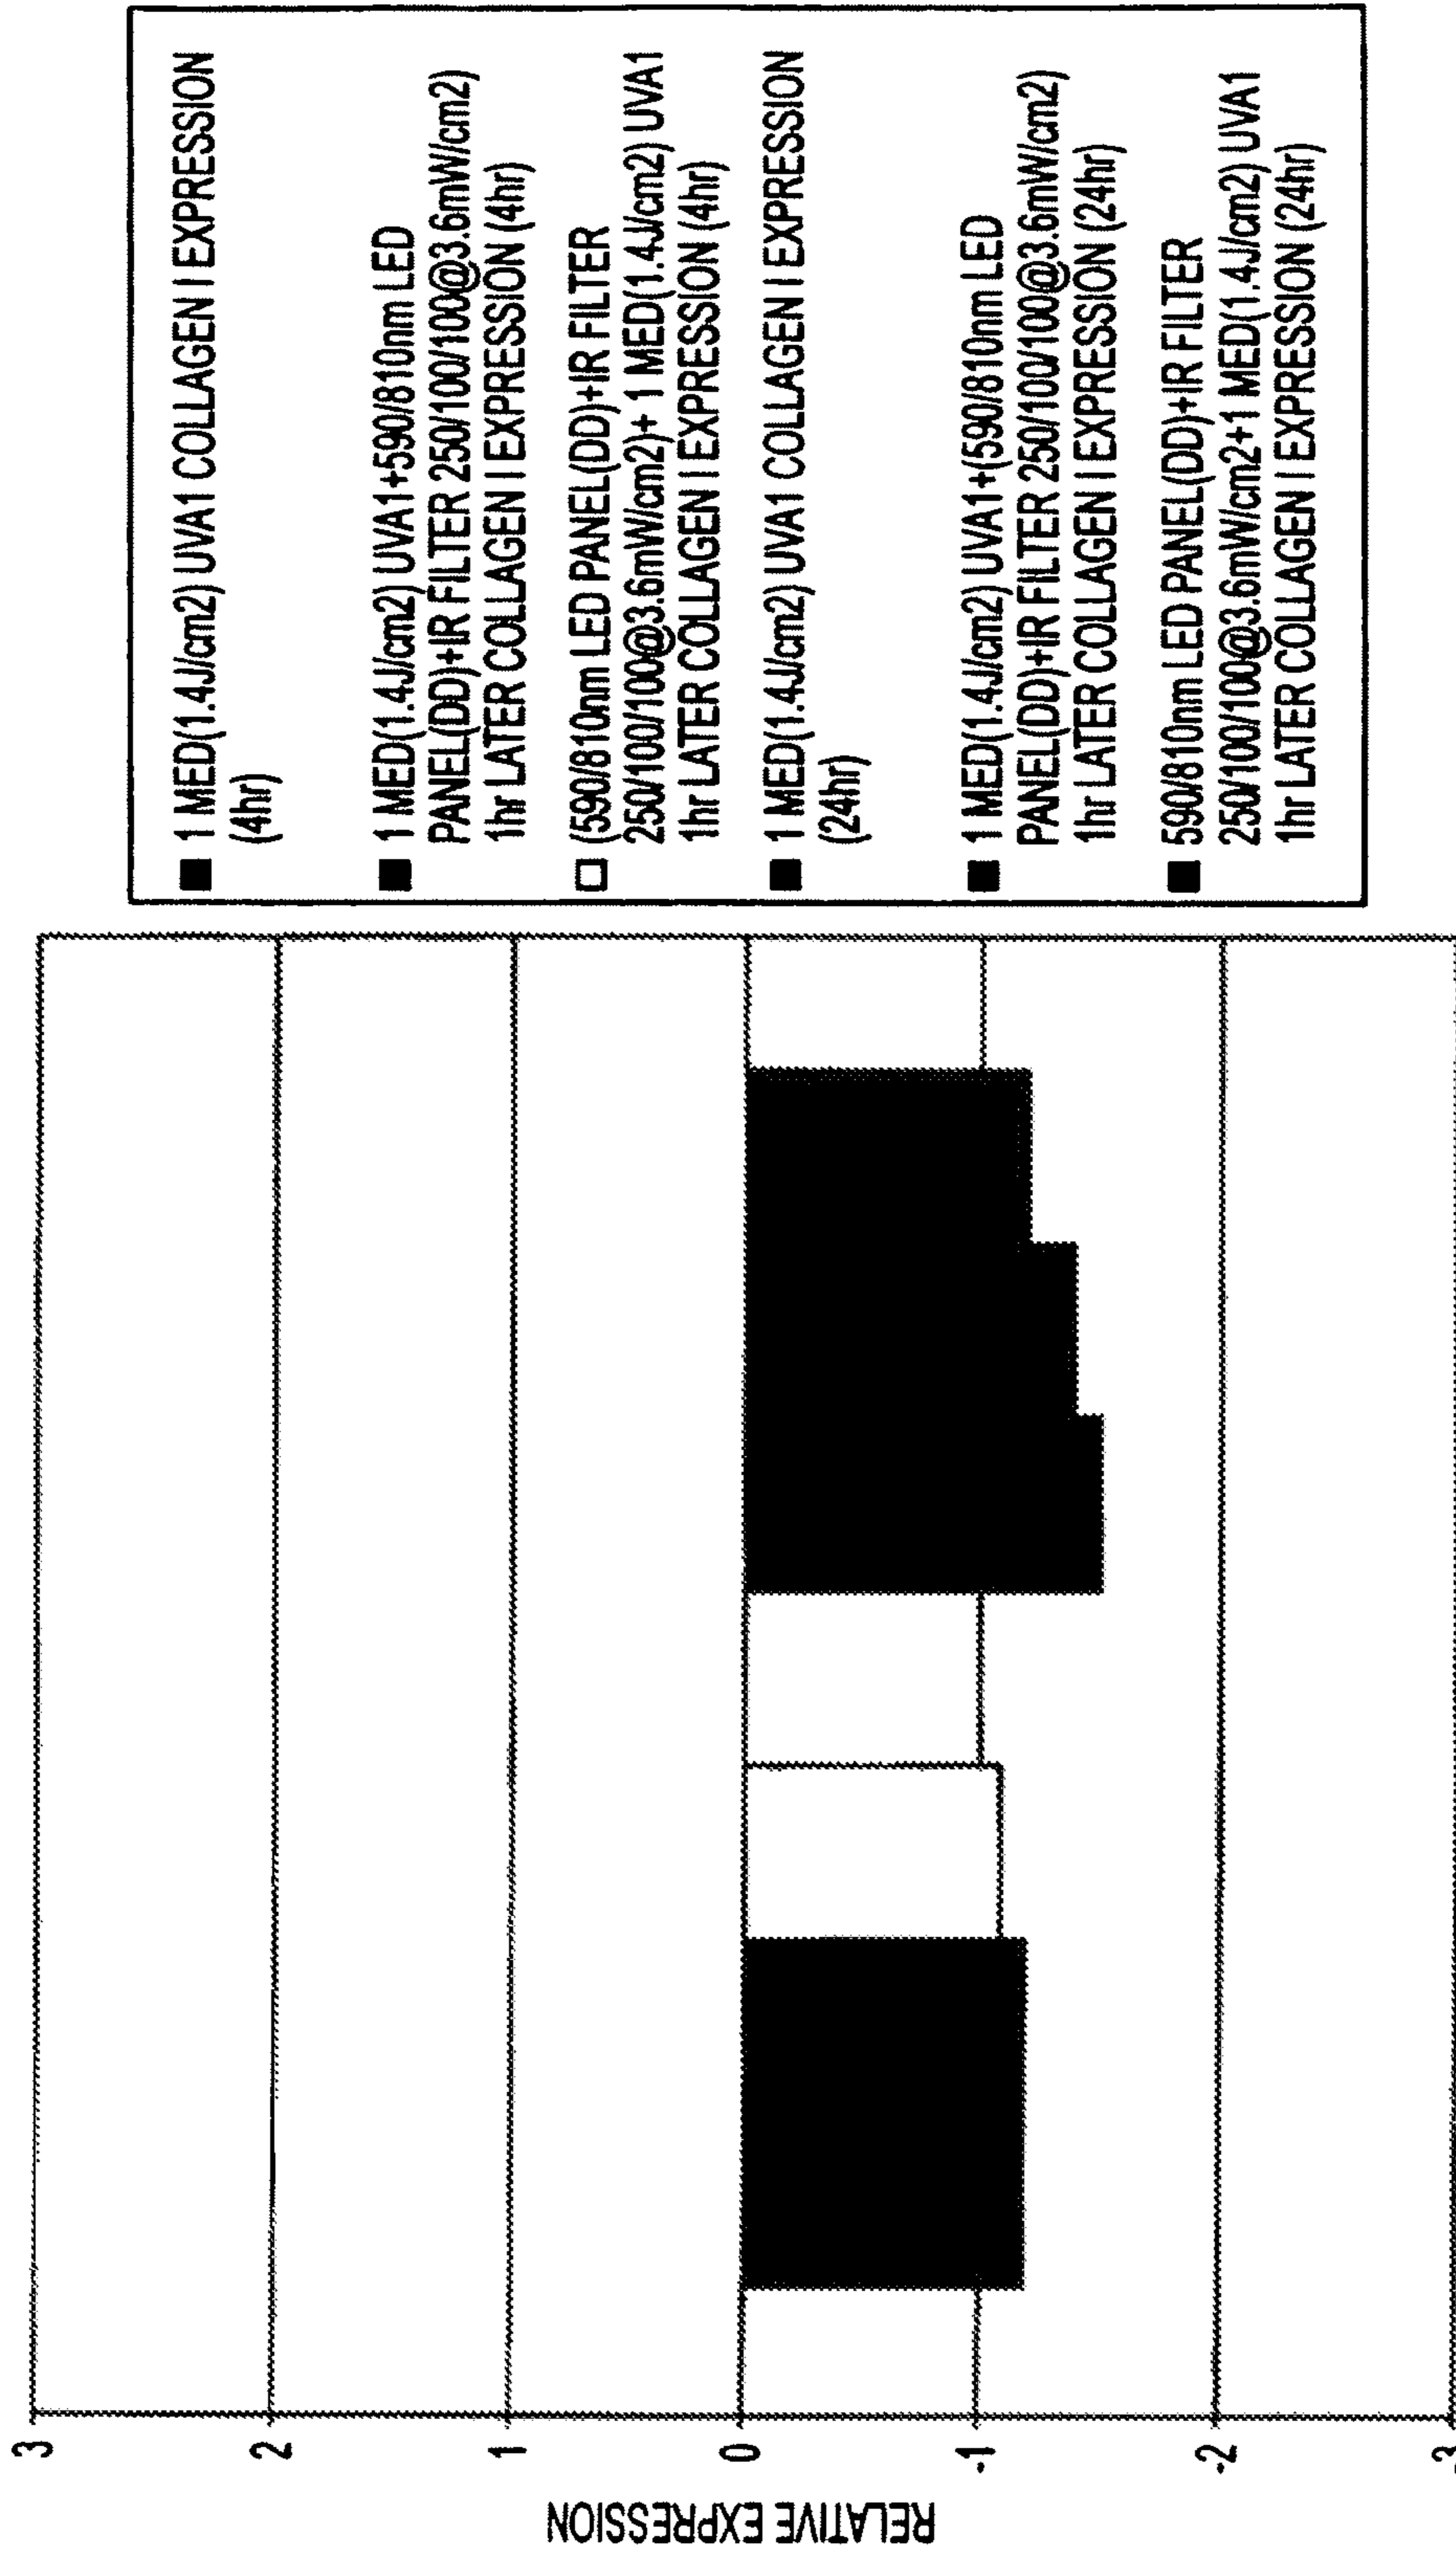 3
2
1
0
-1
-2
RELATIVE EXPRESSION
1 MED(1.4J/cm2) UVA1 COLLAGEN I EXPRESSION
(4hr)
1 MED(1.4J/cm2) UVA1+590/810nm LED
PANEL(DD)+IR FILTER 250/100/100@3.6mW/cm2)
1hr LATER COLLAGEN I EXPRESSION (4hr)
(590/810nm LED PANEL(DD)+IR FILTER
250/100/100@3.6mW/cm2)+ 1 MED(1.4J/cm2) UVA1
1hr LATER COLLAGEN I EXPRESSION (4hr)
1 MED(1.4J/cm2) UVA1 COLLAGEN I EXPRESSION
(24hr)
1 MED(1.4J/cm2) UVA1+(590/810nm LED
PANEL(DD)+IR FILTER 250/100/100@3.6mW/cm2)
1hr LATER COLLAGEN I EXPRESSION (24hr)
590/810nm LED PANEL(DD)+IR FILTER
250/100/100@3.6mW/cm2+1 MED(1.4J/cm2) UVA1
1hr LATER COLLAGEN I EXPRESSION (24hr)